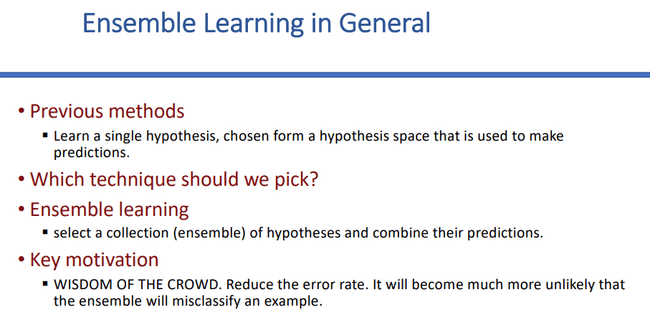 Ensemble Learning in General
• Previous methods
▪ Learn a single hypothesis, chosen form a hypothesis space that is used to make
predictions.
• Which technique should we pick?
• Ensemble learning
▪ select a collection (ensemble) of hypotheses and combine their predictions.
• Key motivation
▪ WISDOM OF THE CROWD. Reduce the error rate. It will become much more unlikely that
the ensemble will misclassify an example.